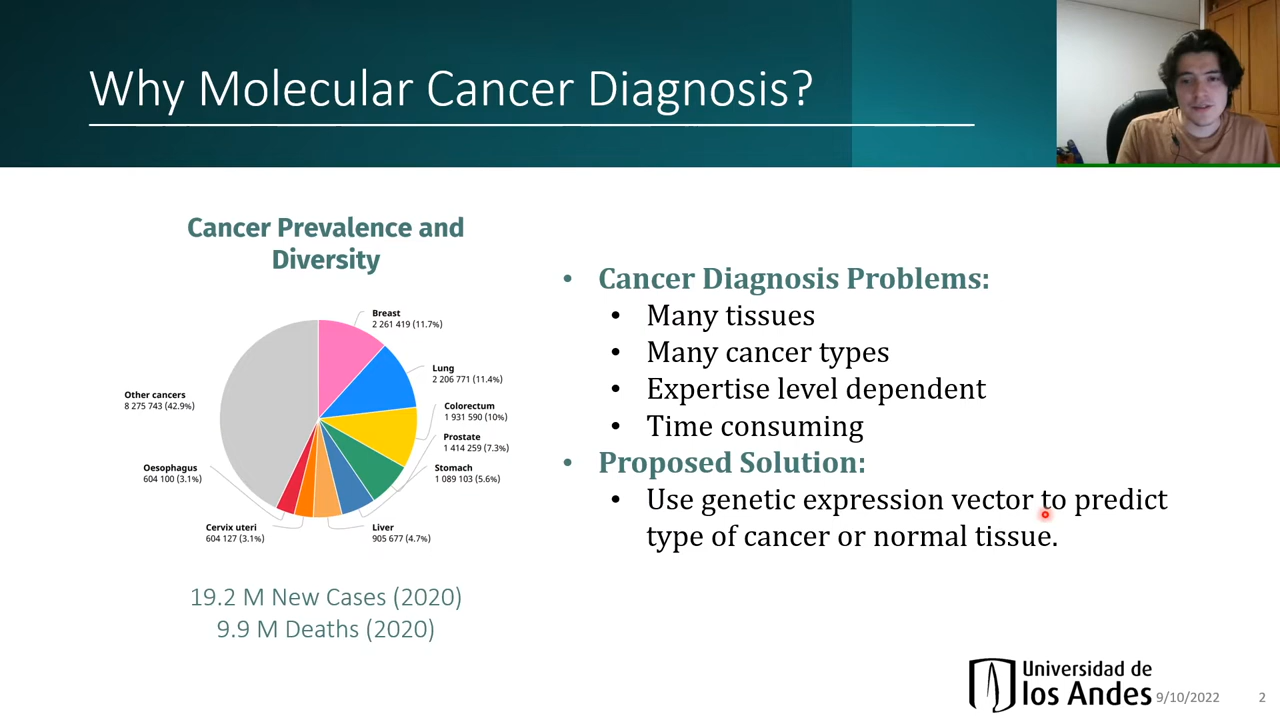 Why Molecular Cancer Diagnosis?
Cancer Prevalence and
Diversity
Breast
2 261 419 (11.7%)
Lung
2 206 771 (11.4%)
Colorectum
1 931 590 (10%)
Prostate
1 414 259 (7.3%)
Stomach
1 089 103 (5.6%)
Liver
905 677 (4.7%)
Cervix uteri
604 127 (3.1%)
Oesophagus
604 100 (3.1%)
Other cancers
8 275 743 (42.9%)
19.2 M New Cases (2020)
9.9 M Deaths (2020)
• Cancer Diagnosis Problems:
• Many tissues
• Many cancer types
• Expertise level dependent
• Time consuming
• Proposed Solution:
• Use genetic expression vector to predict
type of cancer or normal tissue.
Universidad de
los Andes
9/10/2022
2